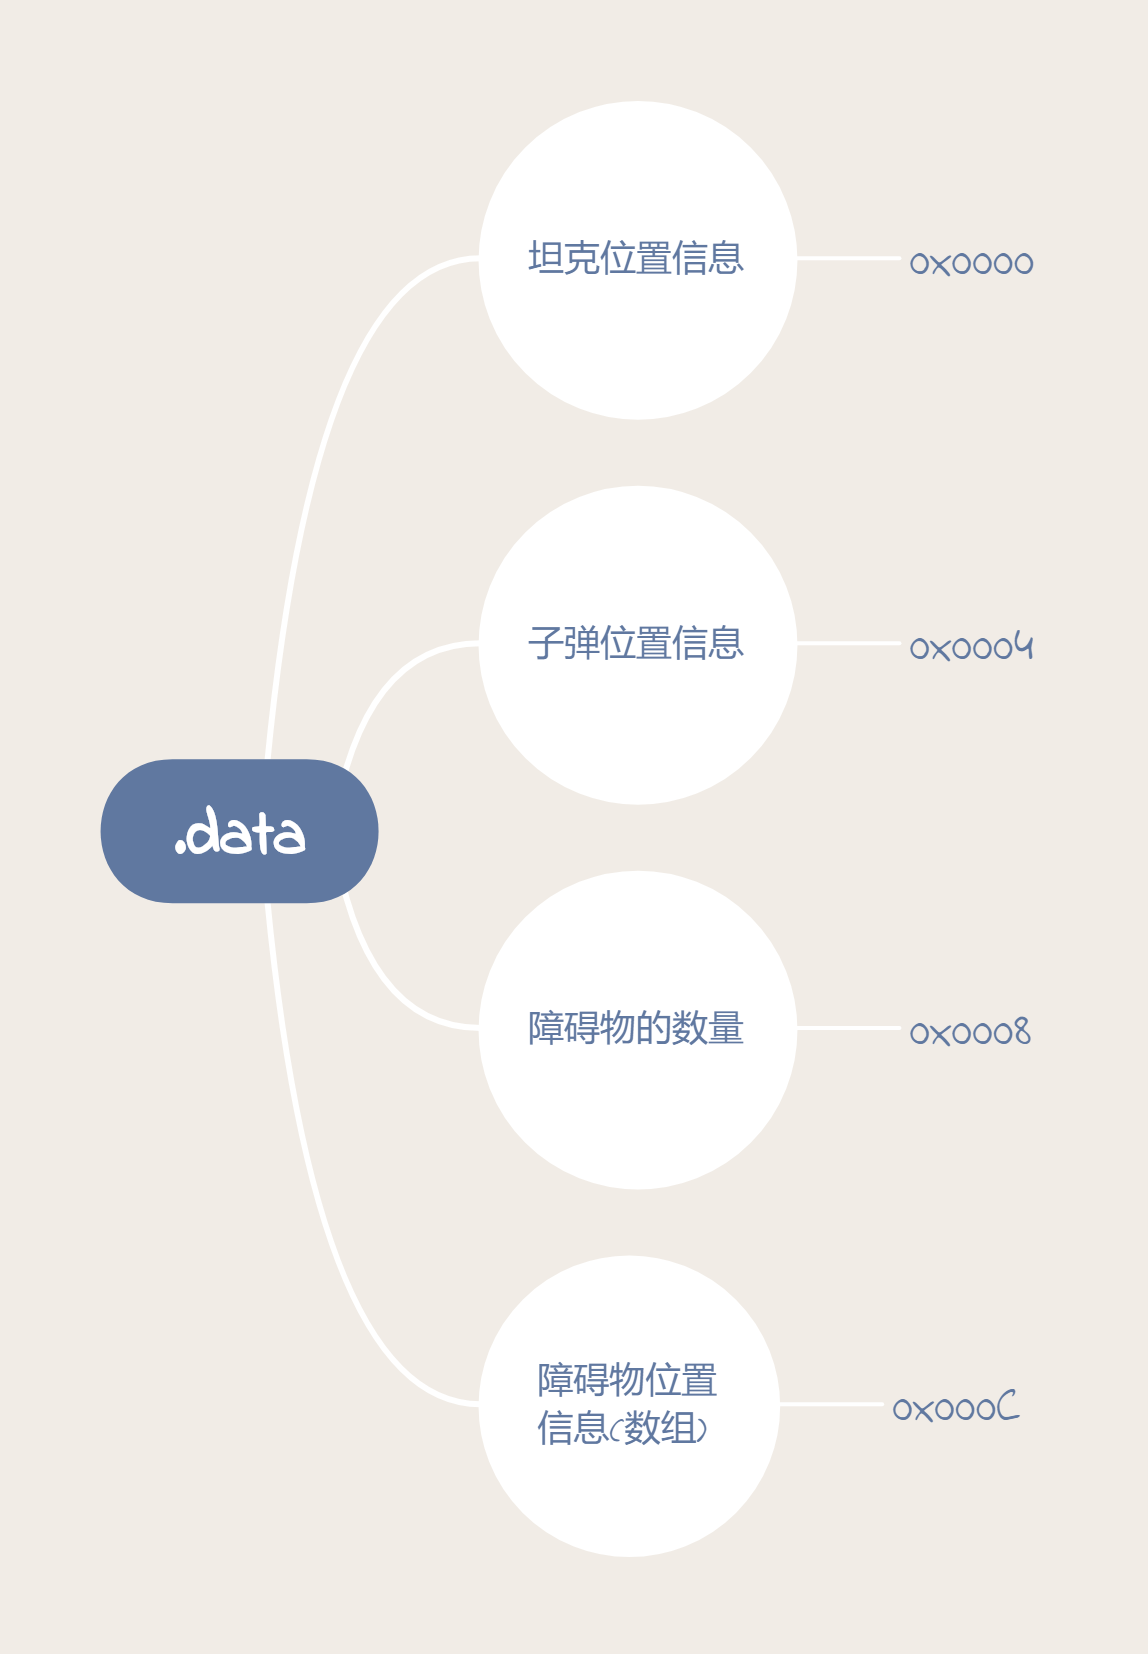 坦克位置信息
0x0000
子弹位置信息
0x0004
.data
障碍物的数量
0x0008
障碍物位置
信息(数组)
0x000C